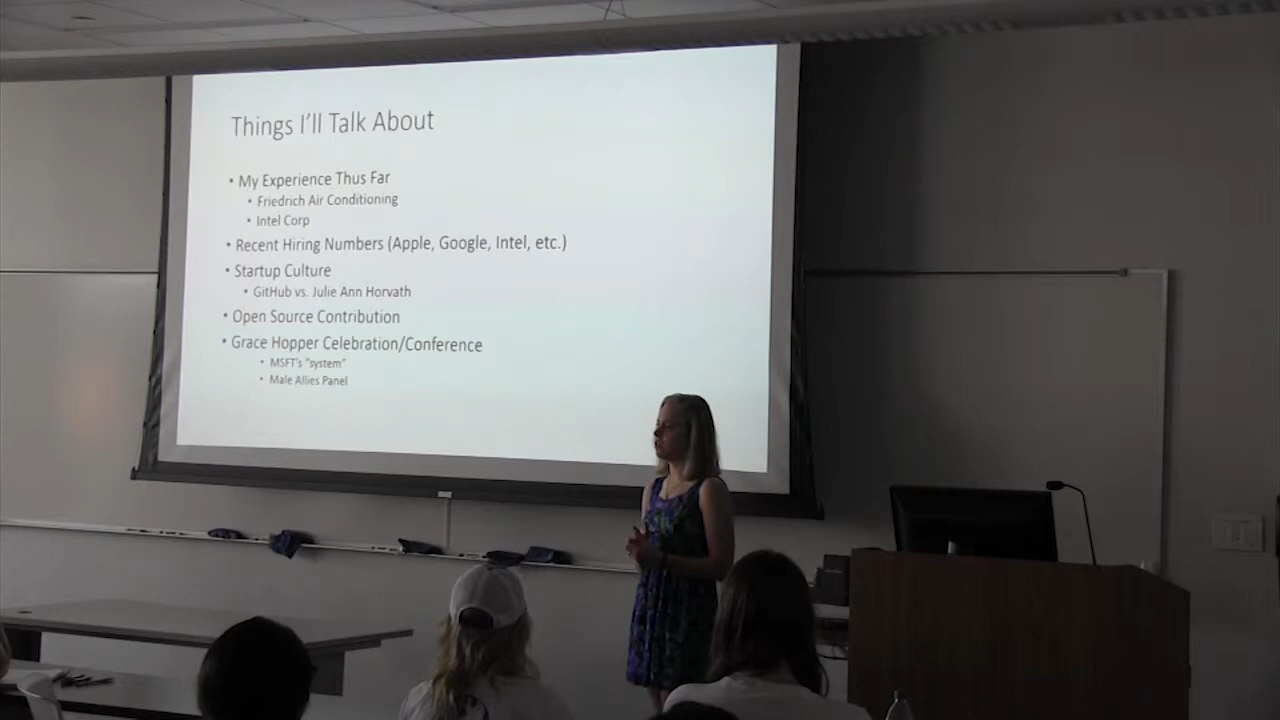 Things I'll Talk About
• My Experience Thus Far
• Friedrich Air Conditioning
• Intel Corp
• Recent Hiring Numbers (Apple, Google, Intel, etc.)
• Startup Culture
• GitHub vs. Julie Ann Horvath
• Open Source Contribution
• Grace Hopper Celebration/Conference
• MSFT's "system"
• Male Allies Panel